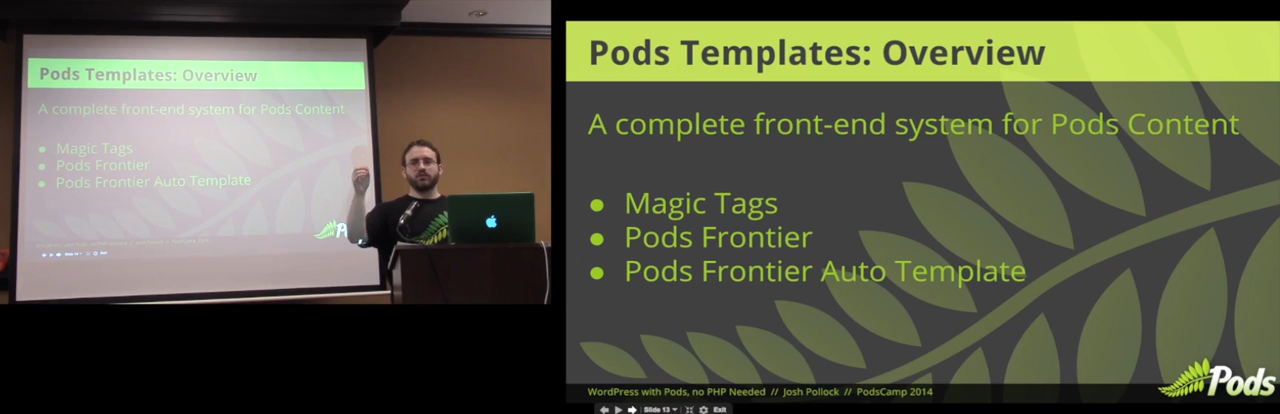 Pods Templates: Overview
A complete front-end system for Pods Content
● Magic Tags
● Pods Frontier
● Pods Frontier Auto Template
Pods
Pods Templates: Overview
A complete front-end system for Pods Content
● Magic Tags
● Pods Frontier
● Pods Frontier Auto Template
WordPress with Pods, no PHP Needed // Josh Pollock // PodsCamp 2014
Pods
Slide 13
Exit